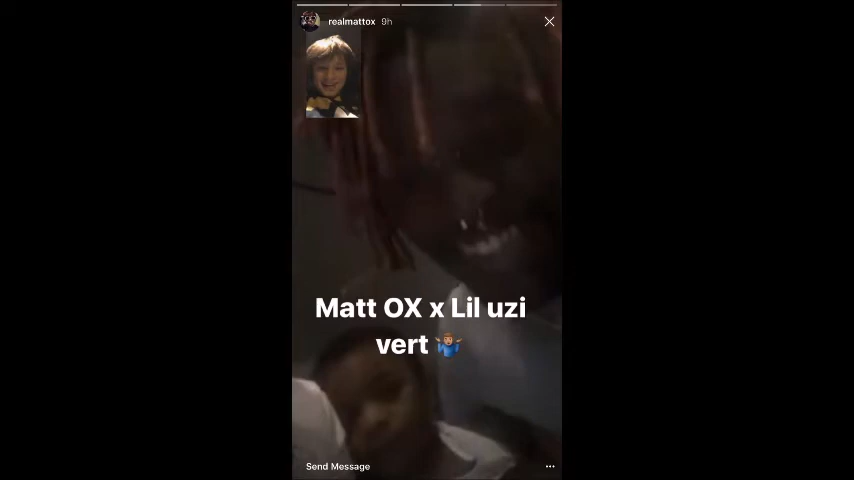 realmattox 9h
Matt OX x Lil uzi
vert 🤷🏽‍♂️
Send Message